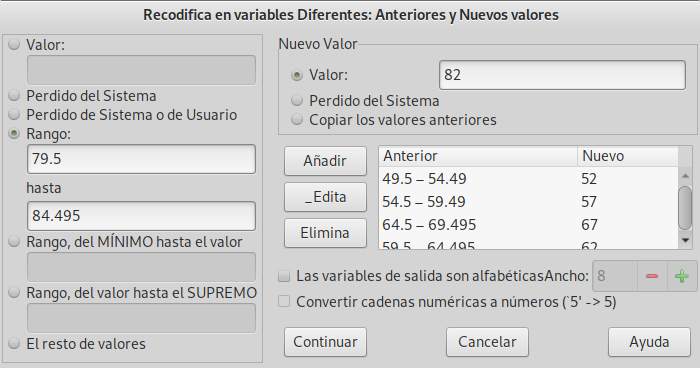 Recodifica en variables Diferentes: Anteriores y Nuevos valores
Valor:
Perdido del Sistema
Perdido de Sistema o de Usuario
Rango:
79.5
hasta
84.495
Rango, del MÍNIMO hasta el valor
Rango, del valor hasta el SUPREMO
El resto de valores
Nuevo Valor
Valor: 82
Perdido del Sistema
Copiar los valores anteriores
Añadir
_Edita
Elimina
Anterior Nuevo
49.5 – 54.49 52
54.5 – 59.49 57
64.5 – 69.495 67
59.5 – 64.495 62
Las variables de salida son alfabéticasAncho: 8
Convertir cadenas numéricas a números (`5' -> 5)
Continuar Cancelar Ayuda